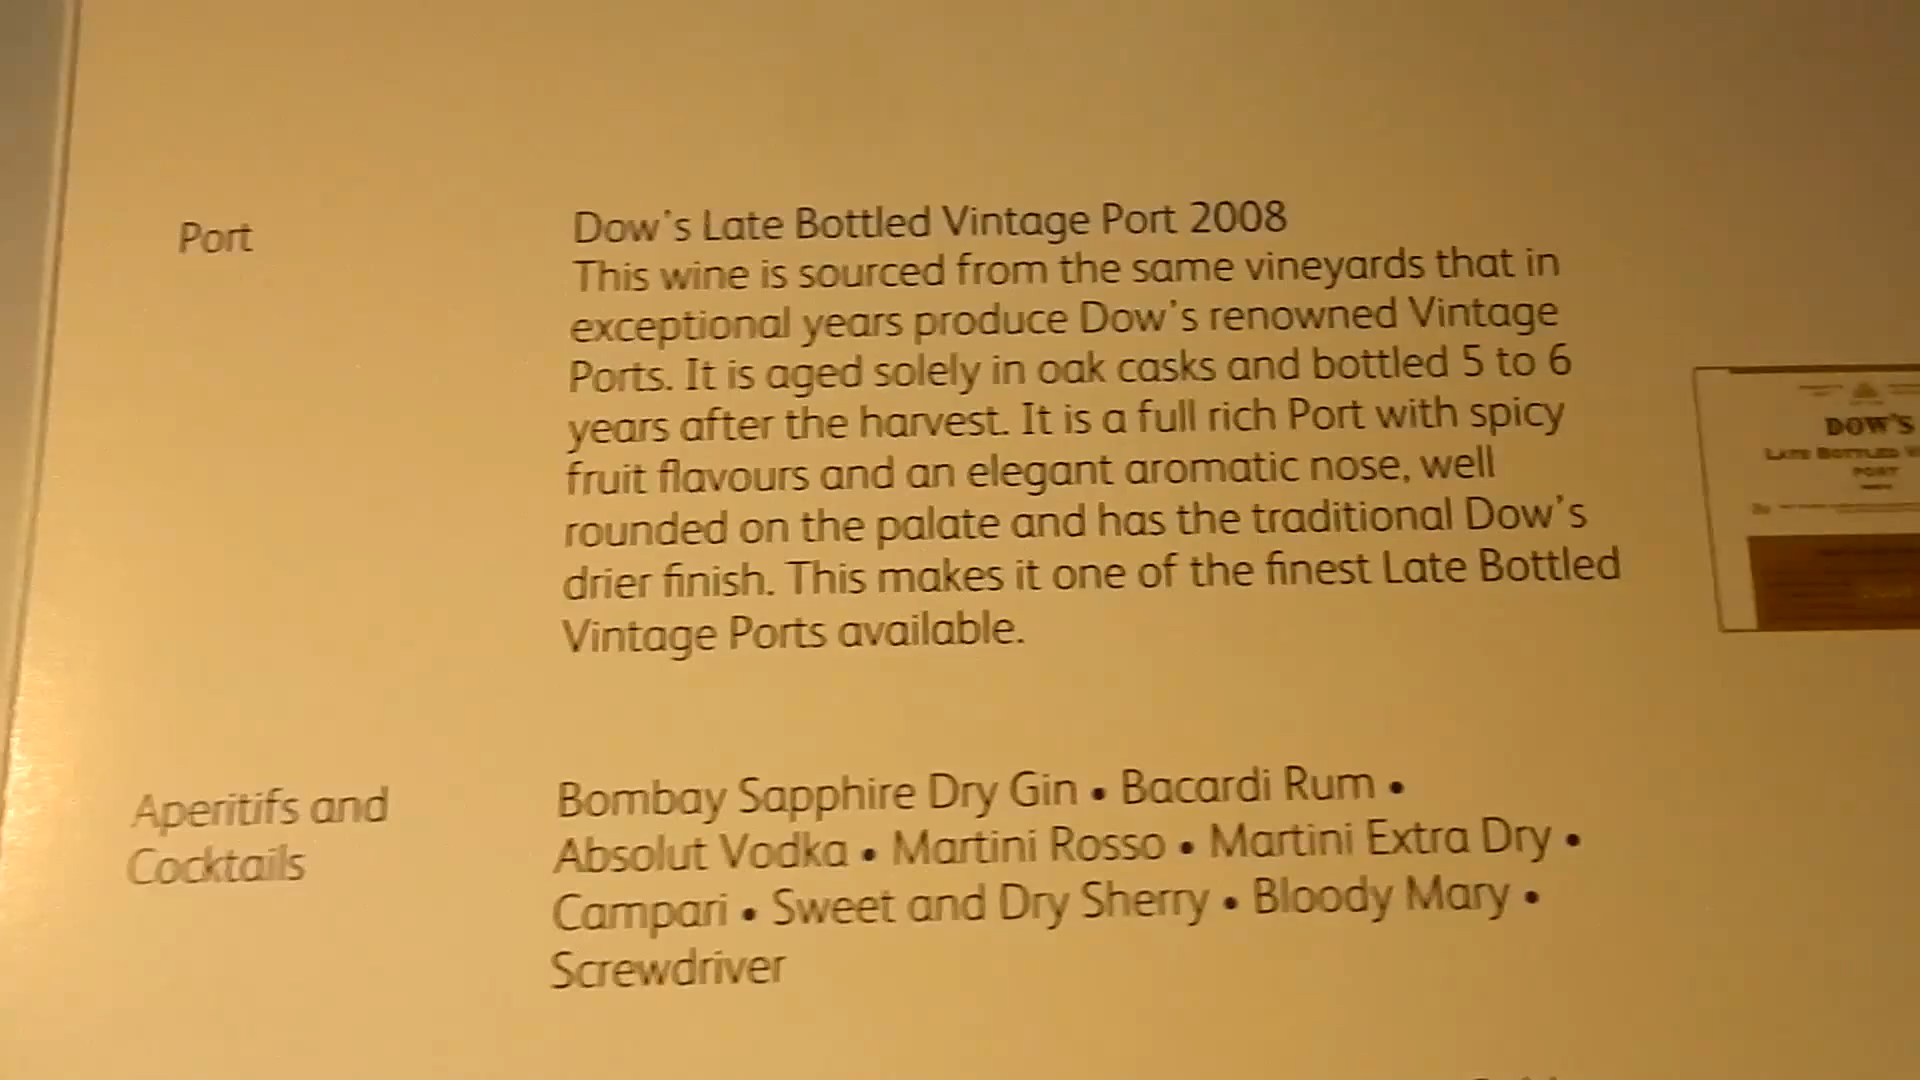 Port
Dow's Late Bottled Vintage Port 2008
This wine is sourced from the same vineyards that in
exceptional years produce Dow's renowned Vintage
Ports. It is aged solely in oak casks and bottled 5 to 6
years after the harvest. It is a full rich Port with spicy
fruit flavours and an elegant aromatic nose, well
rounded on the palate and has the traditional Dow's
drier finish. This makes it one of the finest Late Bottled
Vintage Ports available.
DOW'S
LATE BOTTLED
PORT
Aperitifs and
Cocktails
Bombay Sapphire Dry Gin • Bacardi Rum •
Absolut Vodka • Martini Rosso • Martini Extra Dry •
Campari • Sweet and Dry Sherry • Bloody Mary •
Screwdriver